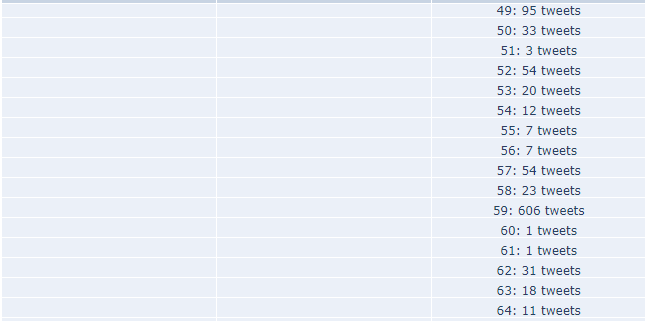 49: 95 tweets
50: 33 tweets
51: 3 tweets
52: 54 tweets
53: 20 tweets
54: 12 tweets
55: 7 tweets
56: 7 tweets
57: 54 tweets
58: 23 tweets
59: 606 tweets
60: 1 tweets
61: 1 tweets
62: 31 tweets
63: 18 tweets
64: 11 tweets